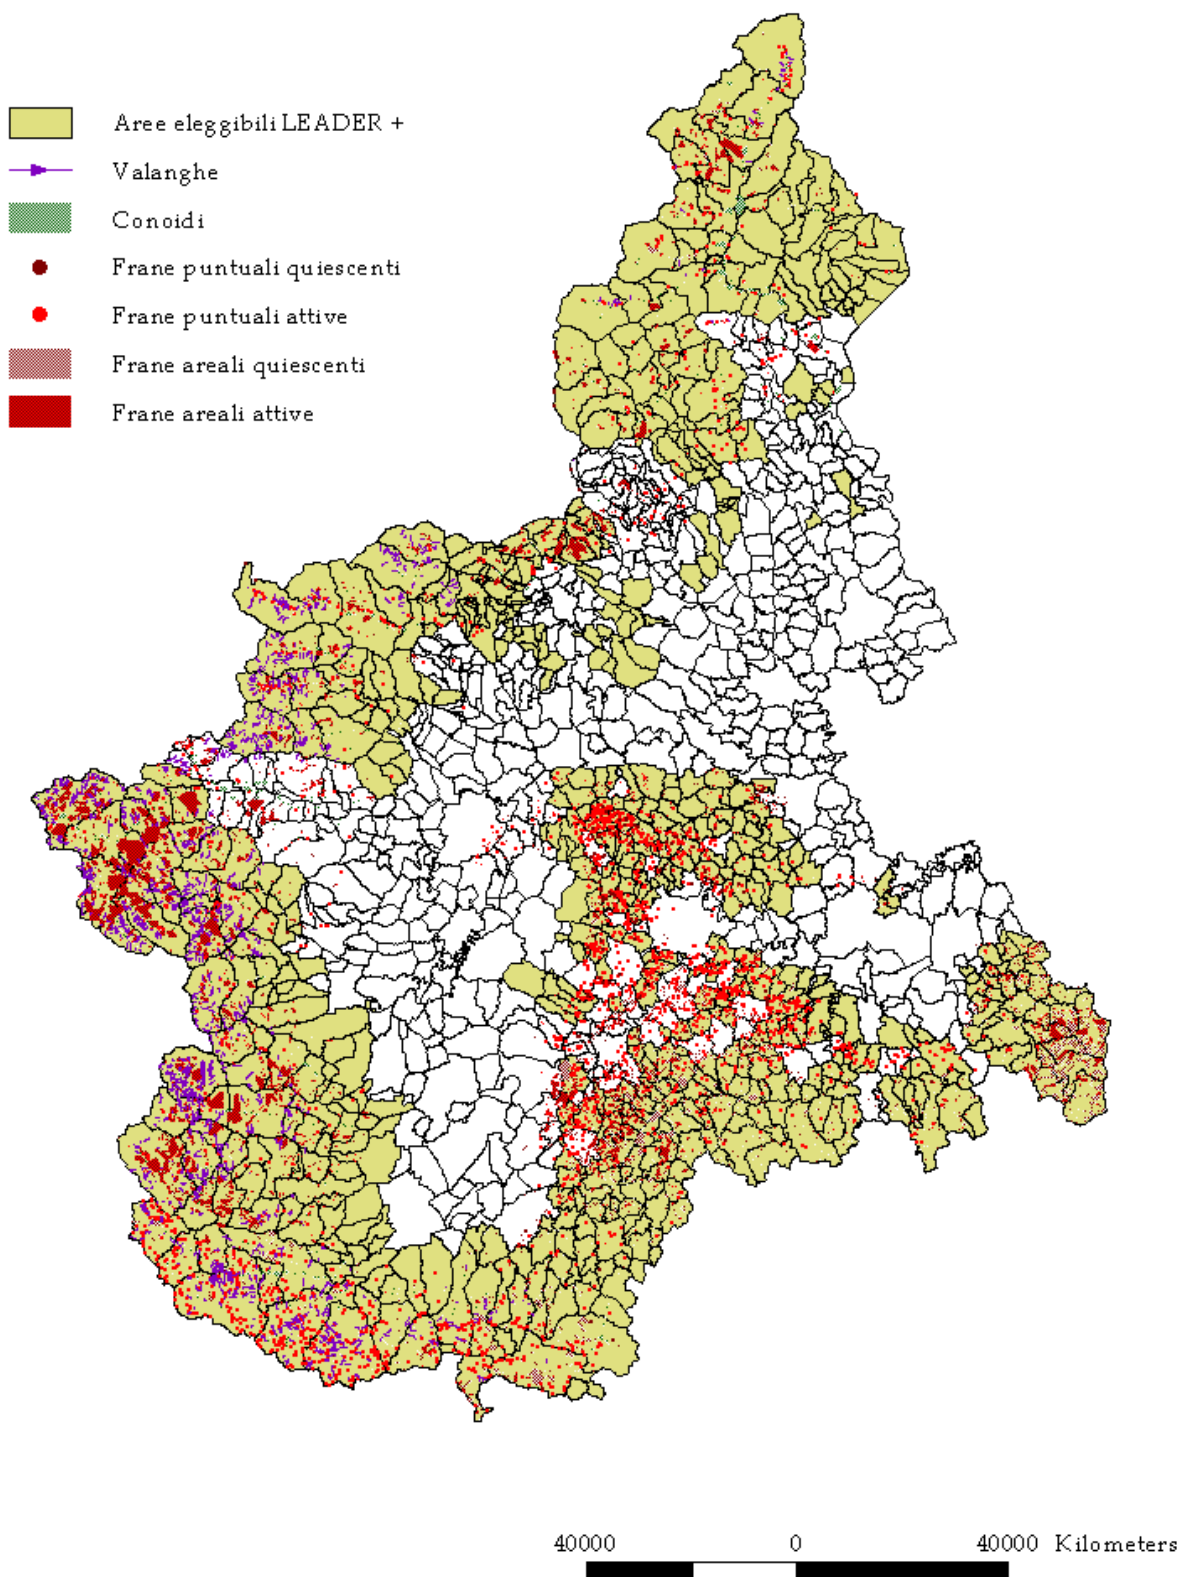 Aree eleggibili LEADER +
Valanghe
Conoidi
Frane puntuali quiescenti
Frane puntuali attive
Frane areali quiescenti
Frane areali attive
40000 0 40000 Kilometers